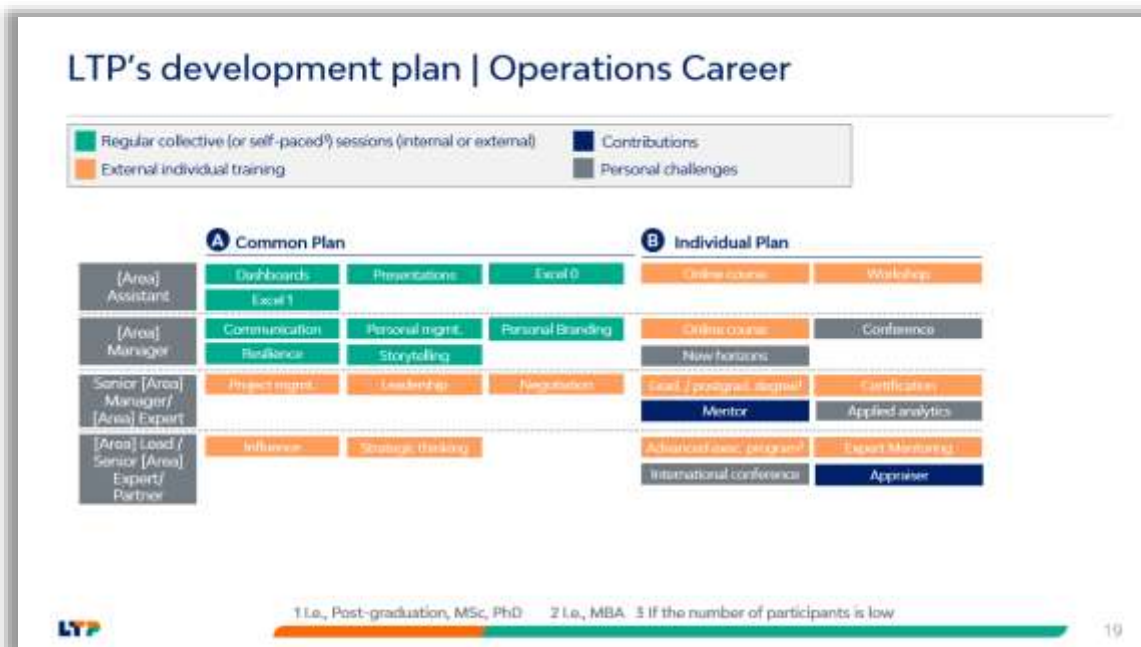 LTP's development plan | Operations Career
Regular collective (or self-paced³) sessions (internal or external)
Contributions
External individual training
Personal challenges
A Common Plan
B Individual Plan
[Area]
Assistant
Dashboards
Presentations
Excel 0
Online course
Workshop
Excel 1
[Area]
Manager
Communication
Personal mgmt.
Personal Branding
Online course
Conference
Resilience
Storytelling
New horizons
Senior [Area]
Manager/
[Area] Expert
Project mgmt.
Leadership
Negotiation
/ postgrad. degree¹
Certification
Mentor
Applied analytics
[Area] Lead /
Senior [Area]
Expert/
Partner
Influence
Strategic thinking
Advanced exec. program²
Expert Mentoring
International conference
Appraiser
1 I.e., Post-graduation, MSc, PhD 2 I.e., MBA 3 If the number of participants is low
LTP
19